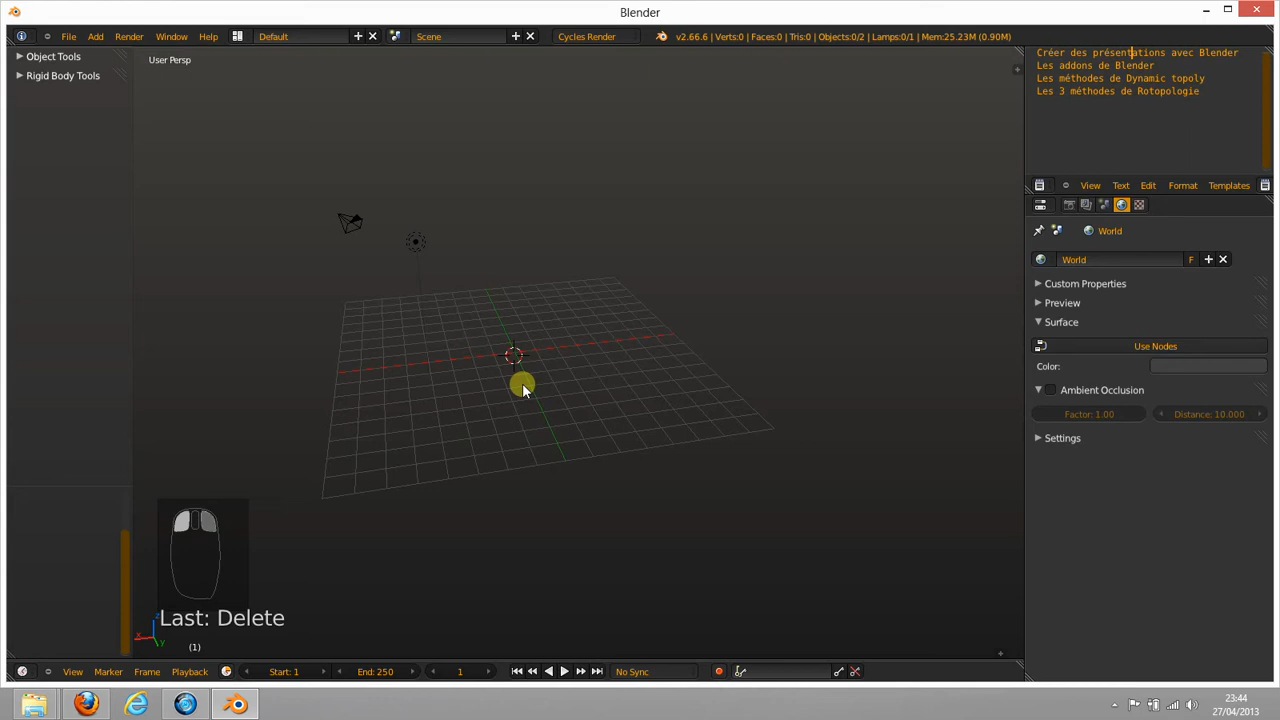 Blender
File Add Render Window Help Default Scene Cycles Render v2.66.6 | Verts:0 | Faces:0 | Tris:0 | Objects:0/2 | Lamps:0/1 | Mem:25.23M (0.90M)
Object Tools
Rigid Body Tools
User Persp
Créer des présentations avec Blender
Les addons de Blender
Les méthodes de Dynamic topoly
Les 3 méthodes de Rotopologie
View Text Edit Format Templates
World
World F
Custom Properties
Preview
Surface
Use Nodes
Color:
Ambient Occlusion
Factor: 1.00 Distance: 10.000
Settings
Last: Delete
z
x y
(1)
View Marker Frame Playback Start: 1 End: 250 1 No Sync
23:44
27/04/2013